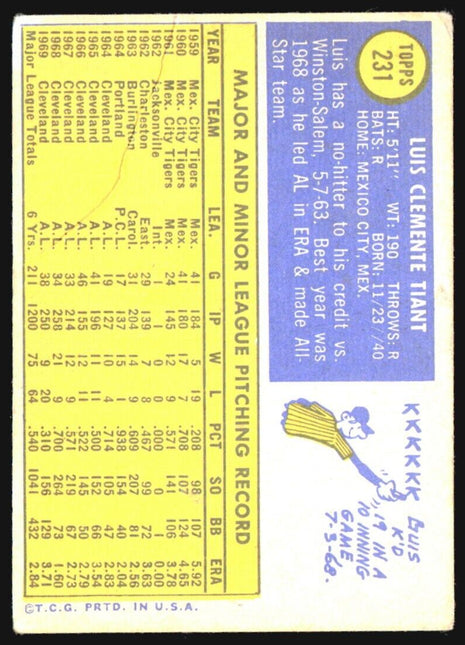 TOPPS
231
LUIS CLEMENTE TIANT
HT: 5'11" WT: 190 THROWS: R
BATS: R BORN: 11/23/40
HOME: MEXICO CITY, MEX.
Luis has a no-hitter to his credit vs.
Winston-Salem, 5-7-63. Best year was
1968 as he led AL in ERA & made All-
Star team.
KKKKKK
LUIS
K'D
19 IN A
10 INNING
GAME
7-3-68.
MAJOR AND MINOR LEAGUE PITCHING RECORD
YEAR TEAM LEA. G IP W L PCT SO BB ERA
1959 Mex. City Tigers Mex. 41 184 5 19 .208 98 107 5.92
1960 Mex. City Tigers Mex. 41 180 17 7 .708 107 124 4.65
1961 Mex. City Tigers Mex. 24 145 12 9 .571 141 106 3.78
1962 Jacksonville Int. 1 1 0 0 .000 1 1 0.00
1962 Charleston East. 29 139 7 8 .467 99 72 3.63
1963 Burlington Carol. 31 204 14 9 .609 207 81 2.56
1964 Portland P.C.L. 17 137 15 1 .938 154 40 2.04
1964 Cleveland A.L. 19 127 10 4 .714 105 47 2.83
1965 Cleveland A.L. 41 196 11 11 .500 152 66 3.54
1966 Cleveland A.L. 46 155 12 11 .522 145 50 2.79
1967 Cleveland A.L. 33 214 12 9 .571 219 67 2.73
1968 Cleveland A.L. 34 258 21 9 .700 264 73 1.60
1969 Cleveland A.L. 38 250 9 20 .310 156 129 3.71
Major League Totals 6 Yrs. 211 1200 75 64 .540 1041 432 2.84
©T.C.G. PRTD. IN U.S.A.